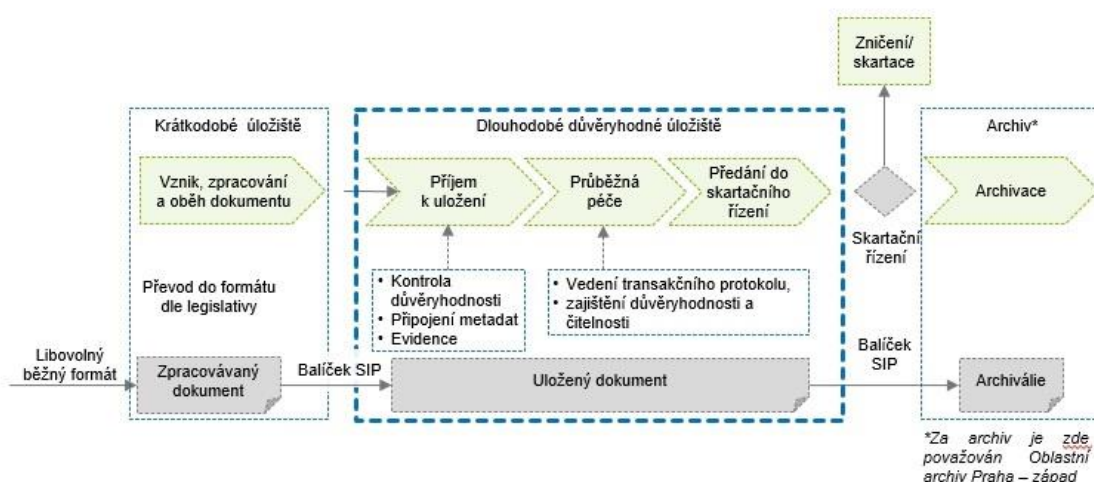 Zničení/
skartace
Krátkodobé úložiště
Dlouhodobé důvěryhodné úložiště
Archiv*
Vznik, zpracování
a oběh dokumentu
Příjem
k uložení
Průběžná
péče
Předání do
skartačního
řízení
Archivace
Skartační
řízení
Převod do formátu
dle legislativy
• Kontrola
důvěryhodnosti
• Připojení metadat
• Evidence
• Vedení transakčního protokolu,
• zajištění důvěryhodnosti a
čitelnosti
Libovolný
běžný formát
Zpracovávaný
dokument
Balíček SIP
Uložený dokument
Balíček
SIP
Archiválie
*Za archiv je zde
považován Oblastní
archiv Praha – západ